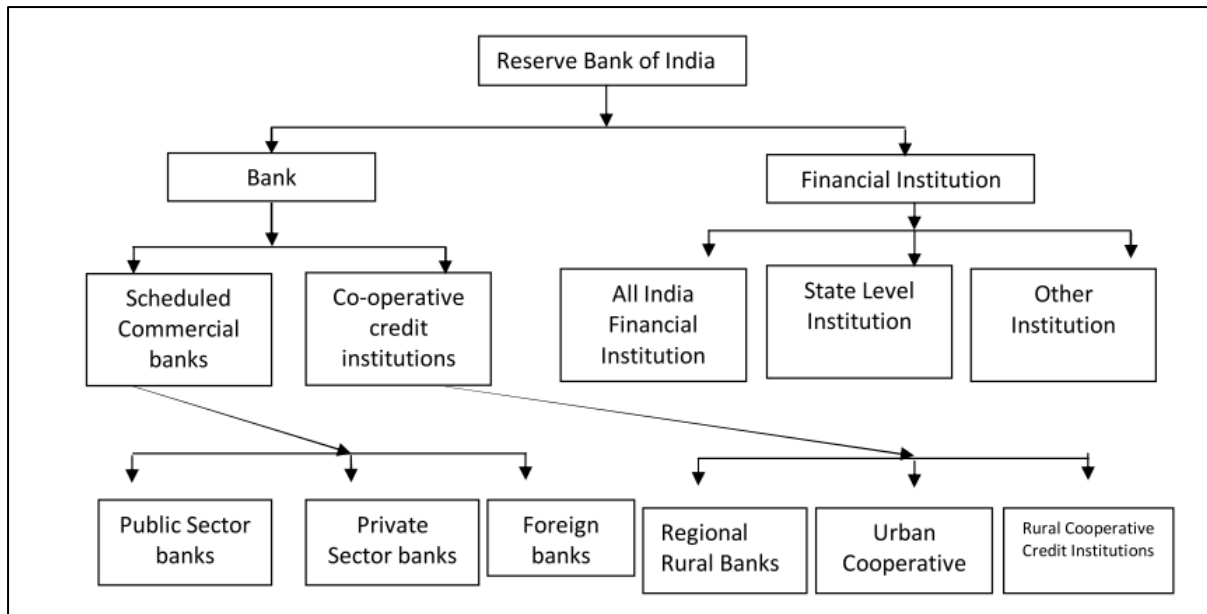 Reserve Bank of India
Bank
Financial Institution
Scheduled
Commercial
banks
Co-operative
credit
institutions
All India
Financial
Institution
State Level
Institution
Other
Institution
Public Sector
banks
Private
Sector banks
Foreign
banks
Regional
Rural Banks
Urban
Cooperative
Rural Cooperative
Credit Institutions